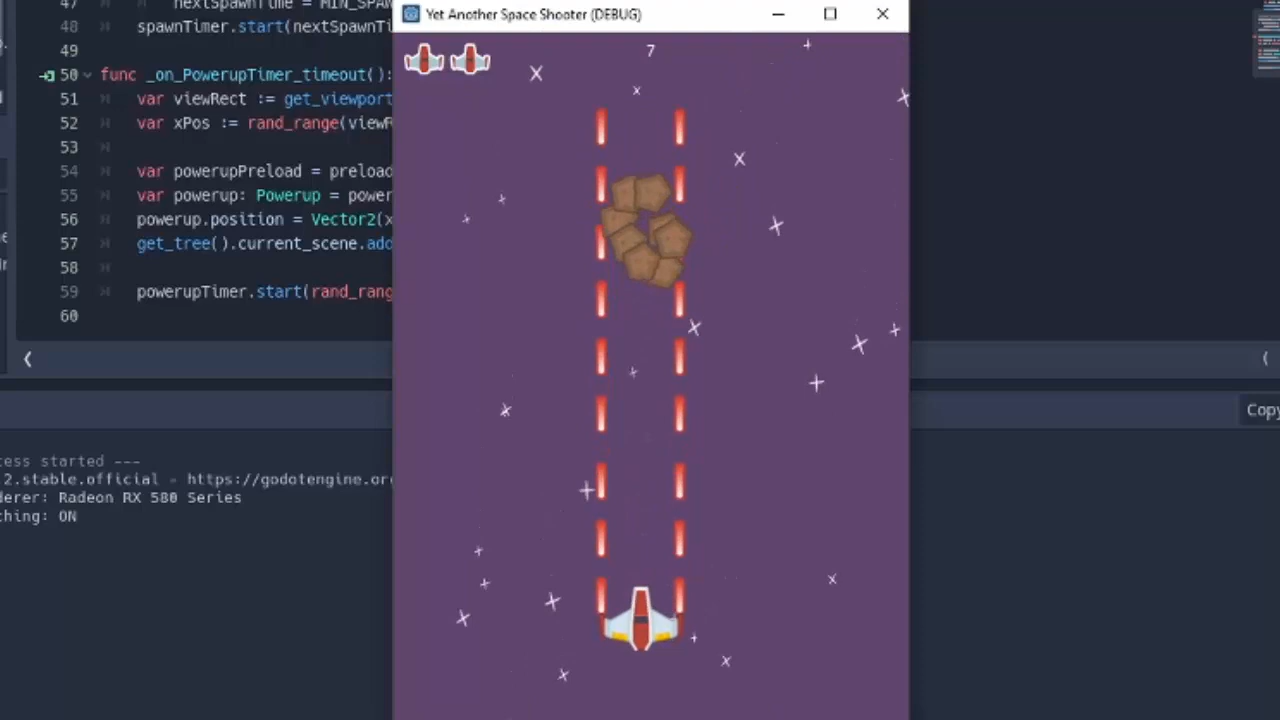 Yet Another Space Shooter (DEBUG)
7
47 nextSpawnTime = MIN_SPAW
48 spawnTimer.start(nextSpawnTi
49
50 func _on_PowerupTimer_timeout():
51 var viewRect := get_viewport
52 var xPos := rand_range(viewR
53
54 var powerupPreload = preload
55 var powerup: Powerup = power
56 powerup.position = Vector2(x
57 get_tree().current_scene.add
58
59 powerupTimer.start(rand_rang
60
Copy
ess started ---
2.stable.official - https://godotengine.or
derer: Radeon RX 580 Series
ching: ON